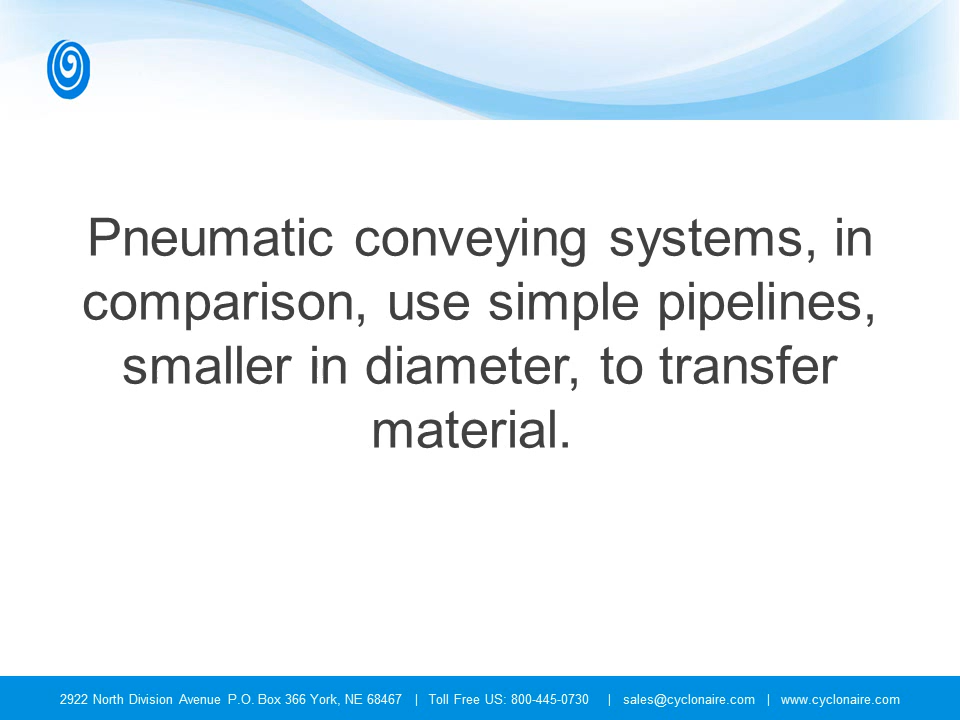 Pneumatic conveying systems, in
comparison, use simple pipelines,
smaller in diameter, to transfer
material.
2922 North Division Avenue P.O. Box 366 York, NE 68467 | Toll Free US: 800-445-0730 | sales@cyclonaire.com | www.cyclonaire.com